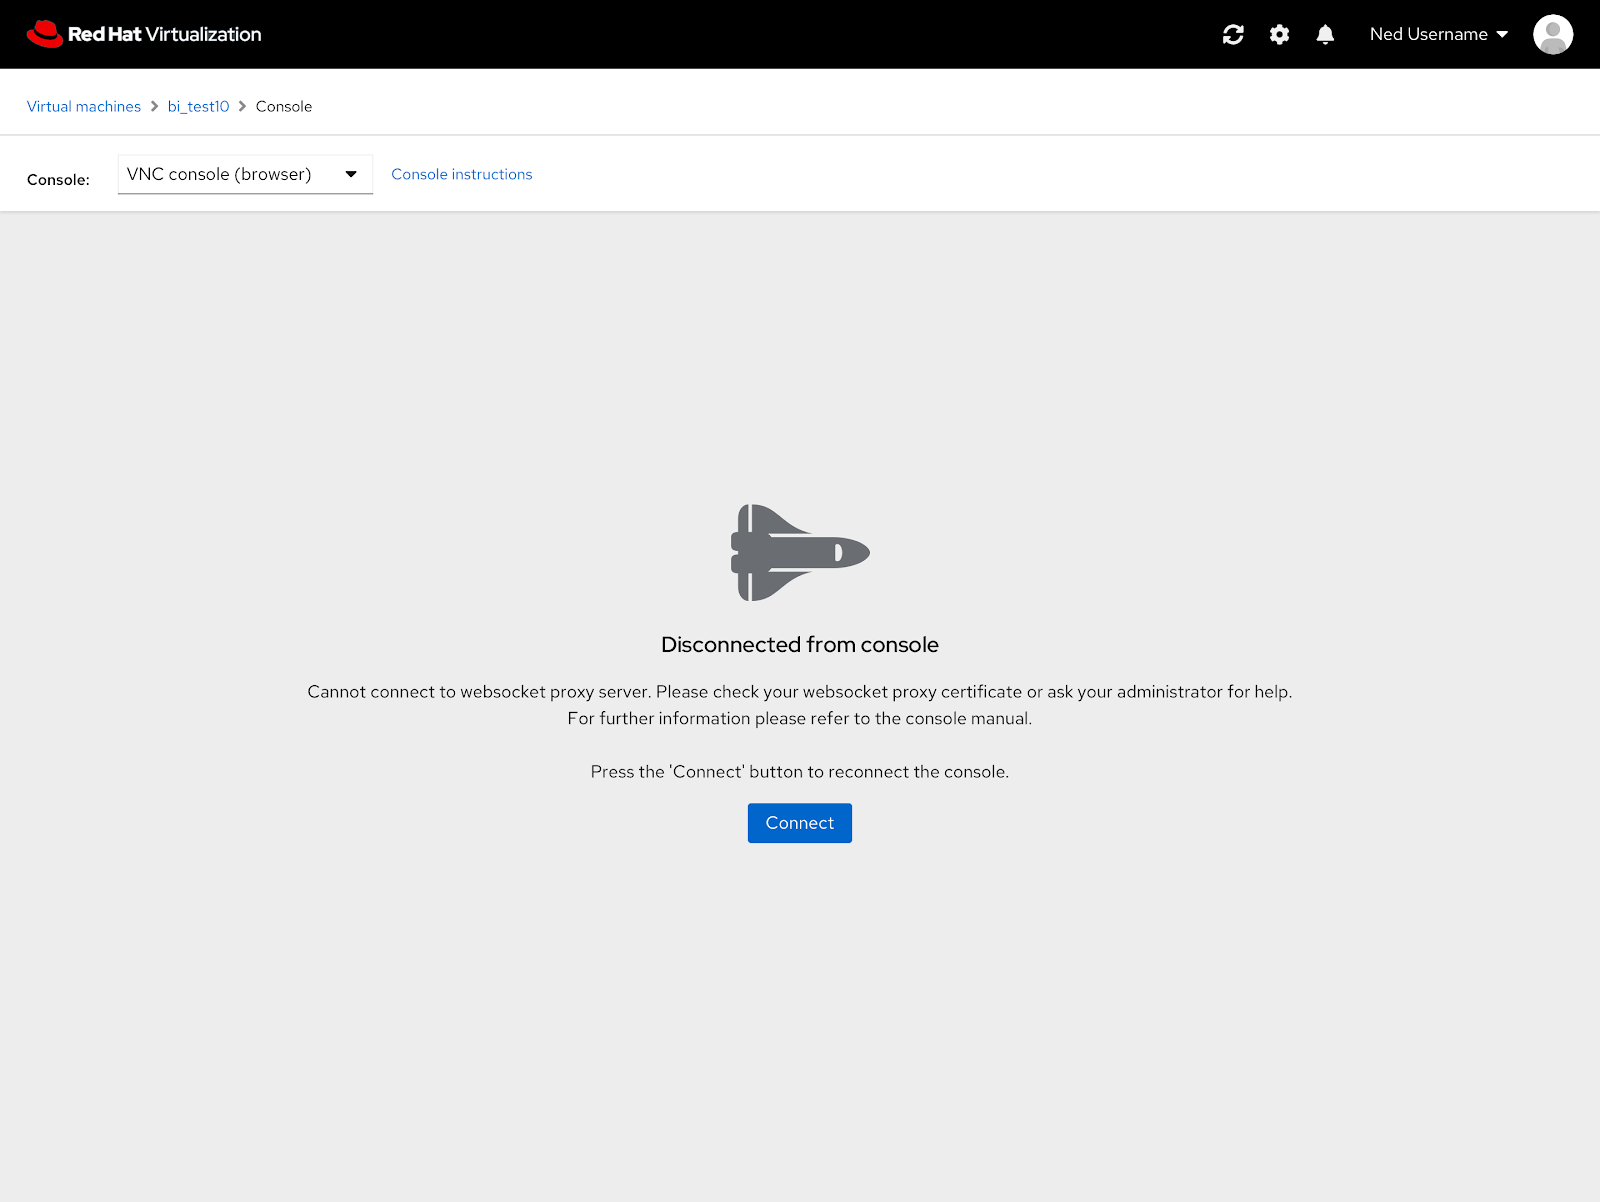 Red Hat Virtualization
Ned Username
Virtual machines > bi_test10 > Console
Console:
VNC console (browser)
Console instructions
Disconnected from console
Cannot connect to websocket proxy server. Please check your websocket proxy certificate or ask your administrator for help.
For further information please refer to the console manual.
Press the 'Connect' button to reconnect the console.
Connect